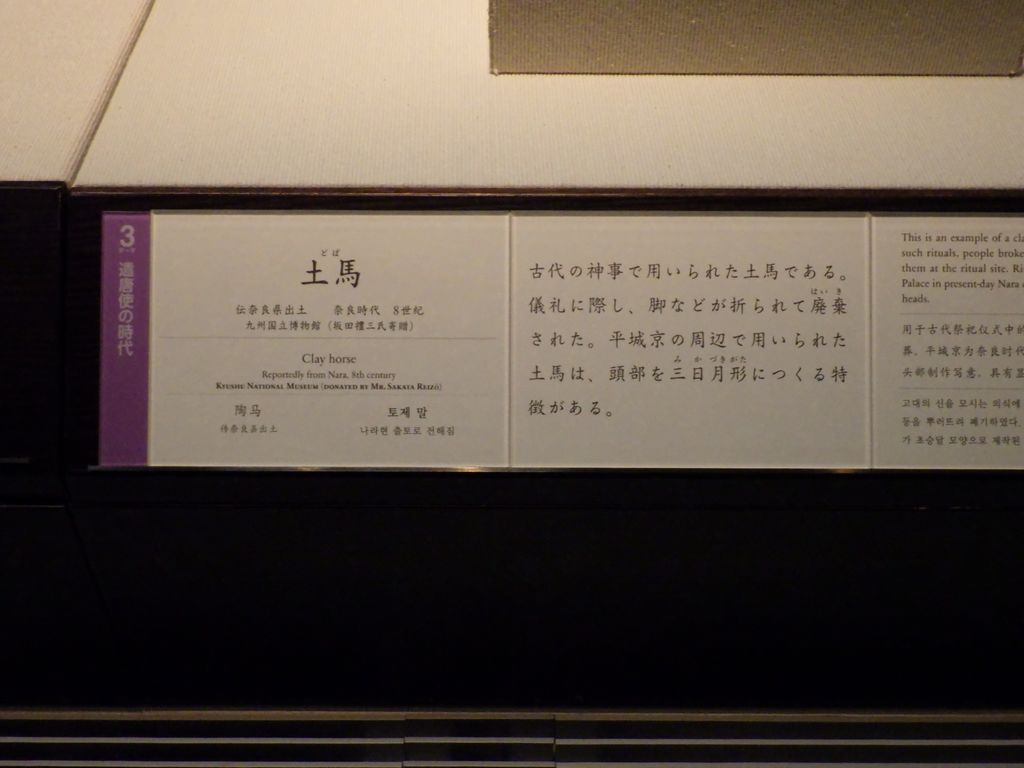 3
テーマ
遣唐使の時代
どば
土馬
伝奈良県出土 奈良時代 8世紀
九州国立博物館（坂田禮三氏寄贈）
Clay horse
Reportedly from Nara, 8th century
Kyushu National Museum (donated by Mr. Sakata Reizō)
陶马
传奈良县出土
토제 말
나라현 출토로 전해짐
古代の神事で用いられた土馬である。
はいき
儀礼に際し、脚などが折られて廃棄
された。平城京の周辺で用いられた
みかづきがた
土馬は、頭部を三日月形につくる特
徴がある。
This is an example of a cla
such rituals, people broke
them at the ritual site. Ri
Palace in present-day Nara
heads.
用于古代祭祀仪式中的
葬。平城京为奈良时代
头部制作写意，具有显
고대의 신을 모시는 의식에
등을 부러뜨려 폐기하였다.
가 초승달 모양으로 제작된